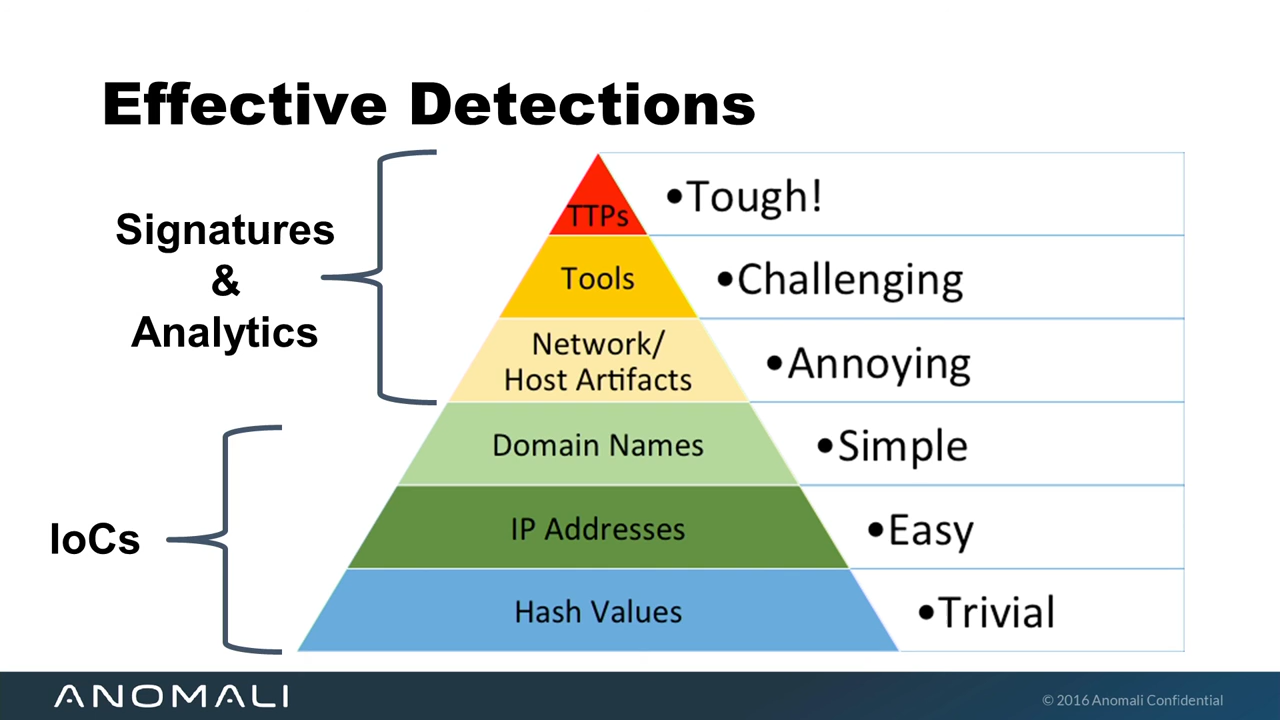 Effective Detections
Signatures
&
Analytics
IoCs
TTPs
•Tough!
Tools
•Challenging
Network/
Host Artifacts
•Annoying
Domain Names
•Simple
IP Addresses
•Easy
Hash Values
•Trivial
ANOMALI
© 2016 Anomali Confidential